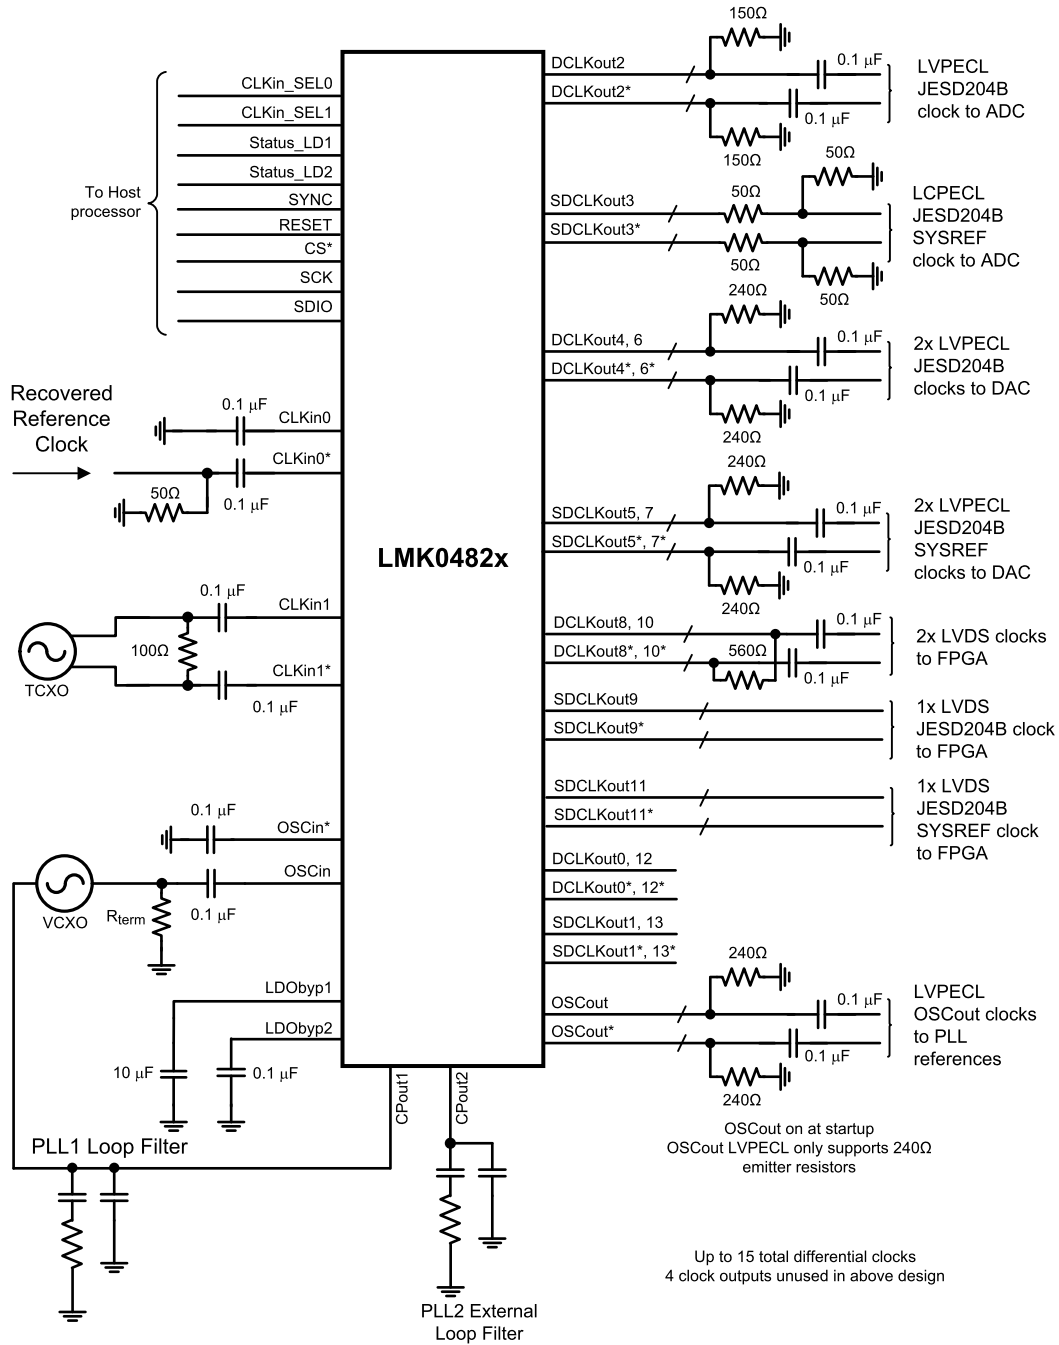 To Host
processor
CLKin_SEL0
CLKin_SEL1
Status_LD1
Status_LD2
SYNC
RESET
CS*
SCK
SDIO
Recovered
Reference
Clock
0.1 µF
CLKin0
CLKin0*
50Ω
0.1 µF
0.1 µF
CLKin1
100Ω
TCXO
CLKin1*
0.1 µF
0.1 µF
OSCin*
OSCin
VCXO
Rterm
0.1 µF
LDObyp1
LDObyp2
10 µF
0.1 µF
PLL1 Loop Filter
CPout1
CPout2
PLL2 External
Loop Filter
LMK0482x
150Ω
DCLKout2
0.1 µF
DCLKout2*
0.1 µF
150Ω
LVPECL
JESD204B
clock to ADC
50Ω
SDCLKout3
50Ω
SDCLKout3*
50Ω
50Ω
LCPECL
JESD204B
SYSREF
clock to ADC
240Ω
DCLKout4, 6
0.1 µF
DCLKout4*, 6*
0.1 µF
240Ω
2x LVPECL
JESD204B
clocks to DAC
240Ω
SDCLKout5, 7
0.1 µF
SDCLKout5*, 7*
0.1 µF
240Ω
2x LVPECL
JESD204B
SYSREF
clocks to DAC
DCLKout8, 10
0.1 µF
DCLKout8*, 10*
560Ω
0.1 µF
2x LVDS clocks
to FPGA
SDCLKout9
SDCLKout9*
1x LVDS
JESD204B clock
to FPGA
SDCLKout11
SDCLKout11*
1x LVDS
JESD204B
SYSREF clock
to FPGA
DCLKout0, 12
DCLKout0*, 12*
SDCLKout1, 13
SDCLKout1*, 13*
240Ω
OSCout
0.1 µF
OSCout*
0.1 µF
240Ω
LVPECL
OSCout clocks
to PLL
references
OSCout on at startup
OSCout LVPECL only supports 240Ω
emitter resistors
Up to 15 total differential clocks
4 clock outputs unused in above design